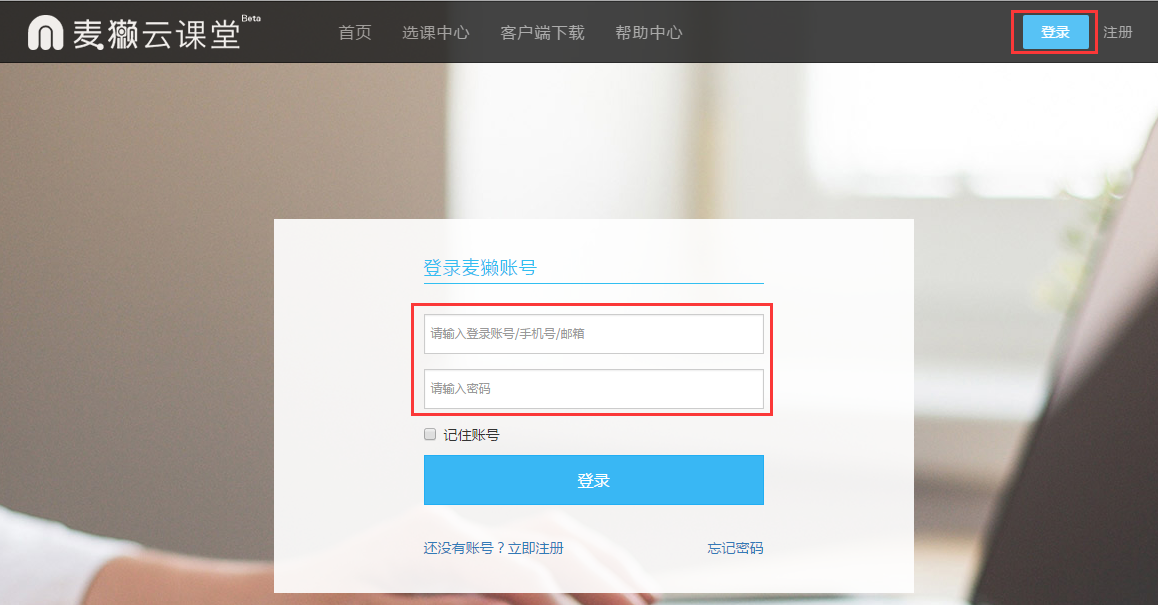 麦獭云课堂 Beta
首页 选课中心 客户端下载 帮助中心 登录 注册
登录麦獭账号
请输入登录账号/手机号/邮箱
请输入密码
记住账号
登录
还没有账号？立即注册 忘记密码